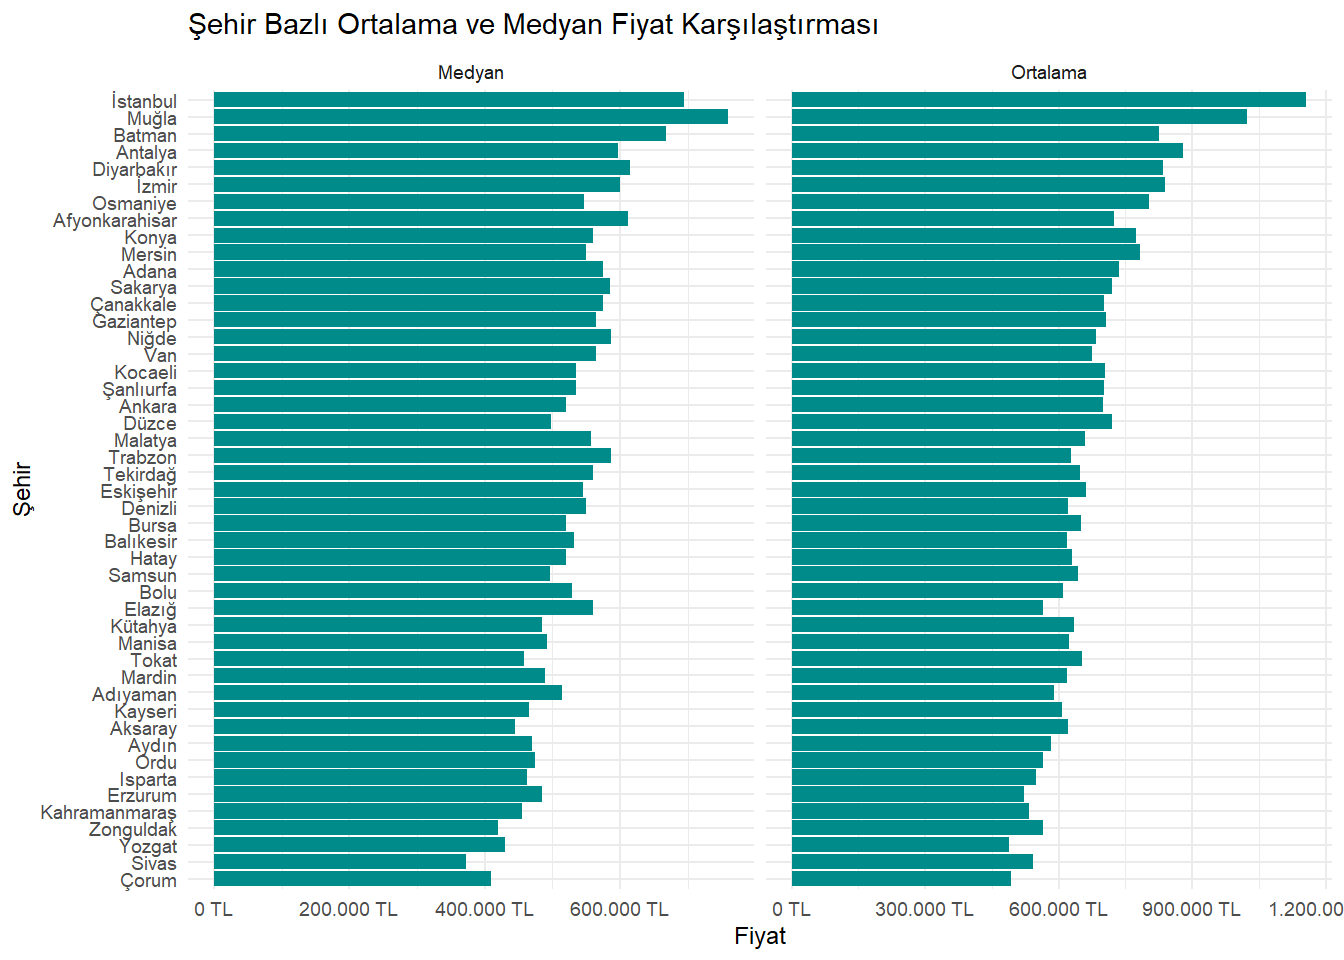 Şehir Bazlı Ortalama ve Medyan Fiyat Karşılaştırması
Medyan
Ortalama
İstanbul
Muğla
Batman
Antalya
Diyarbakır
İzmir
Osmaniye
Afyonkarahisar
Konya
Mersin
Adana
Sakarya
Çanakkale
Gaziantep
Niğde
Van
Kocaeli
Şanlıurfa
Ankara
Düzce
Malatya
Trabzon
Tekirdağ
Eskişehir
Denizli
Bursa
Balıkesir
Hatay
Samsun
Bolu
Elazığ
Kütahya
Manisa
Tokat
Mardin
Adıyaman
Kayseri
Aksaray
Aydın
Ordu
Isparta
Erzurum
Kahramanmaraş
Zonguldak
Yozgat
Sivas
Çorum
Şehir
0 TL 200.000 TL 400.000 TL 600.000 TL
0 TL 300.000 TL 600.000 TL 900.000 TL 1.200.00
Fiyat